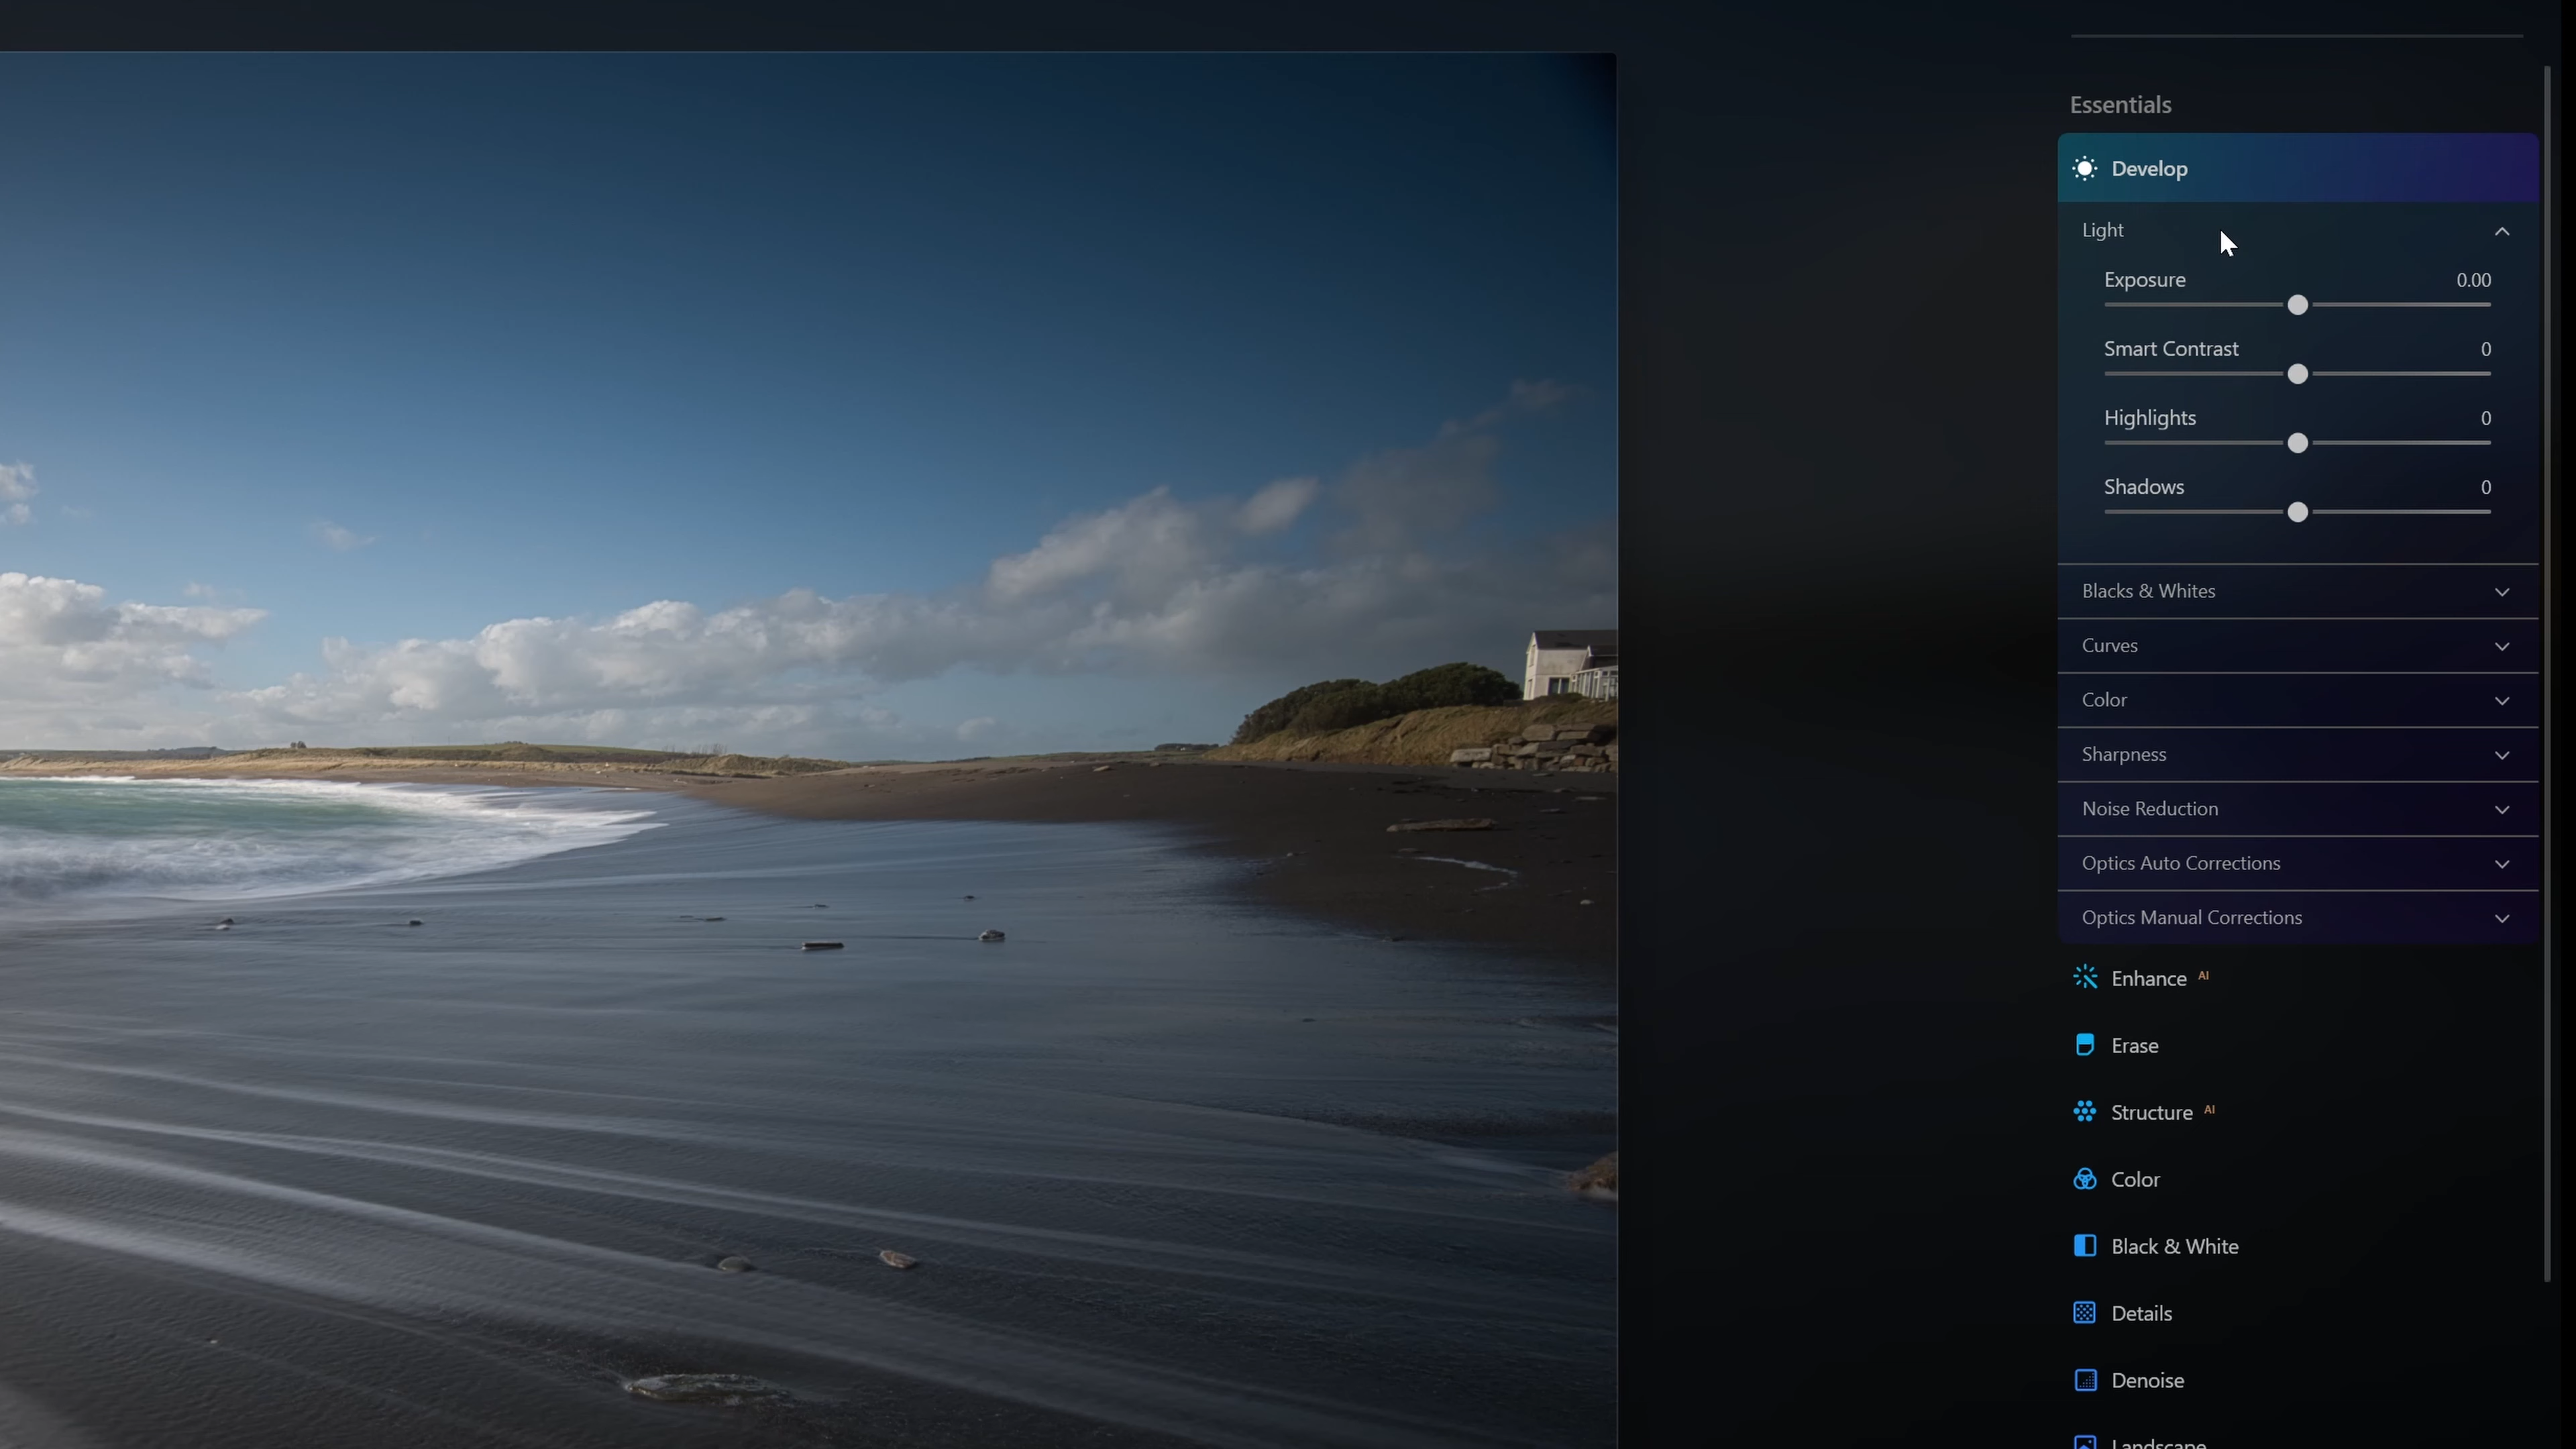 Essentials
Develop
Light
Exposure 0.00
Smart Contrast 0
Highlights 0
Shadows 0
Blacks & Whites
Curves
Color
Sharpness
Noise Reduction
Optics Auto Corrections
Optics Manual Corrections
Enhance AI
Erase
Structure AI
Color
Black & White
Details
Denoise
Landscape